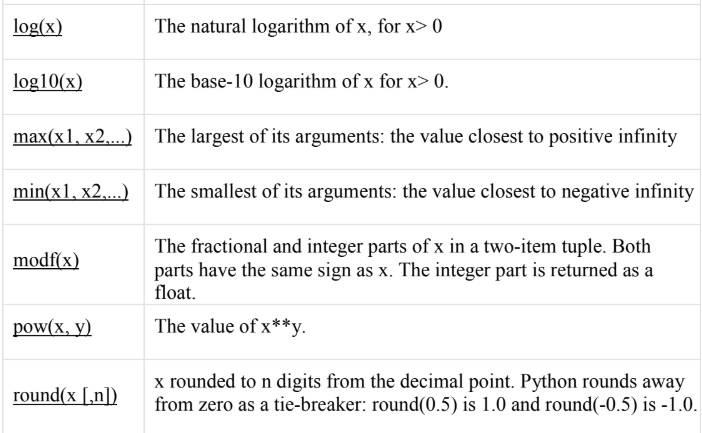 log(x) The natural logarithm of x, for x> 0
log10(x) The base-10 logarithm of x for x> 0.
max(x1, x2,...) The largest of its arguments: the value closest to positive infinity
min(x1, x2,...) The smallest of its arguments: the value closest to negative infinity
modf(x) The fractional and integer parts of x in a two-item tuple. Both
parts have the same sign as x. The integer part is returned as a
float.
pow(x, y) The value of x**y.
round(x [,n]) x rounded to n digits from the decimal point. Python rounds away
from zero as a tie-breaker: round(0.5) is 1.0 and round(-0.5) is -1.0.